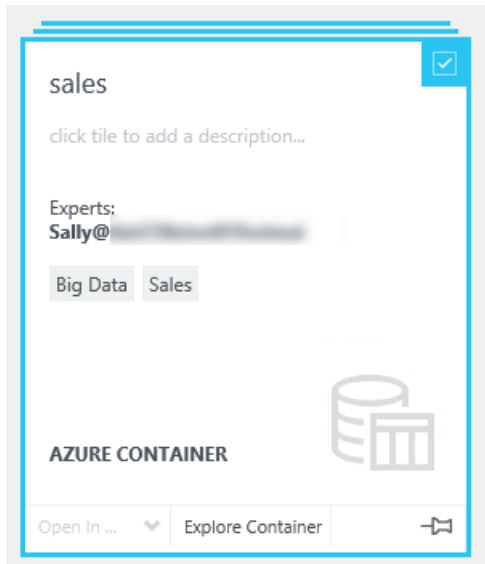 sales
click tile to add a description...
Experts:
Sally@
Big Data Sales
AZURE CONTAINER
Open In ... Explore Container